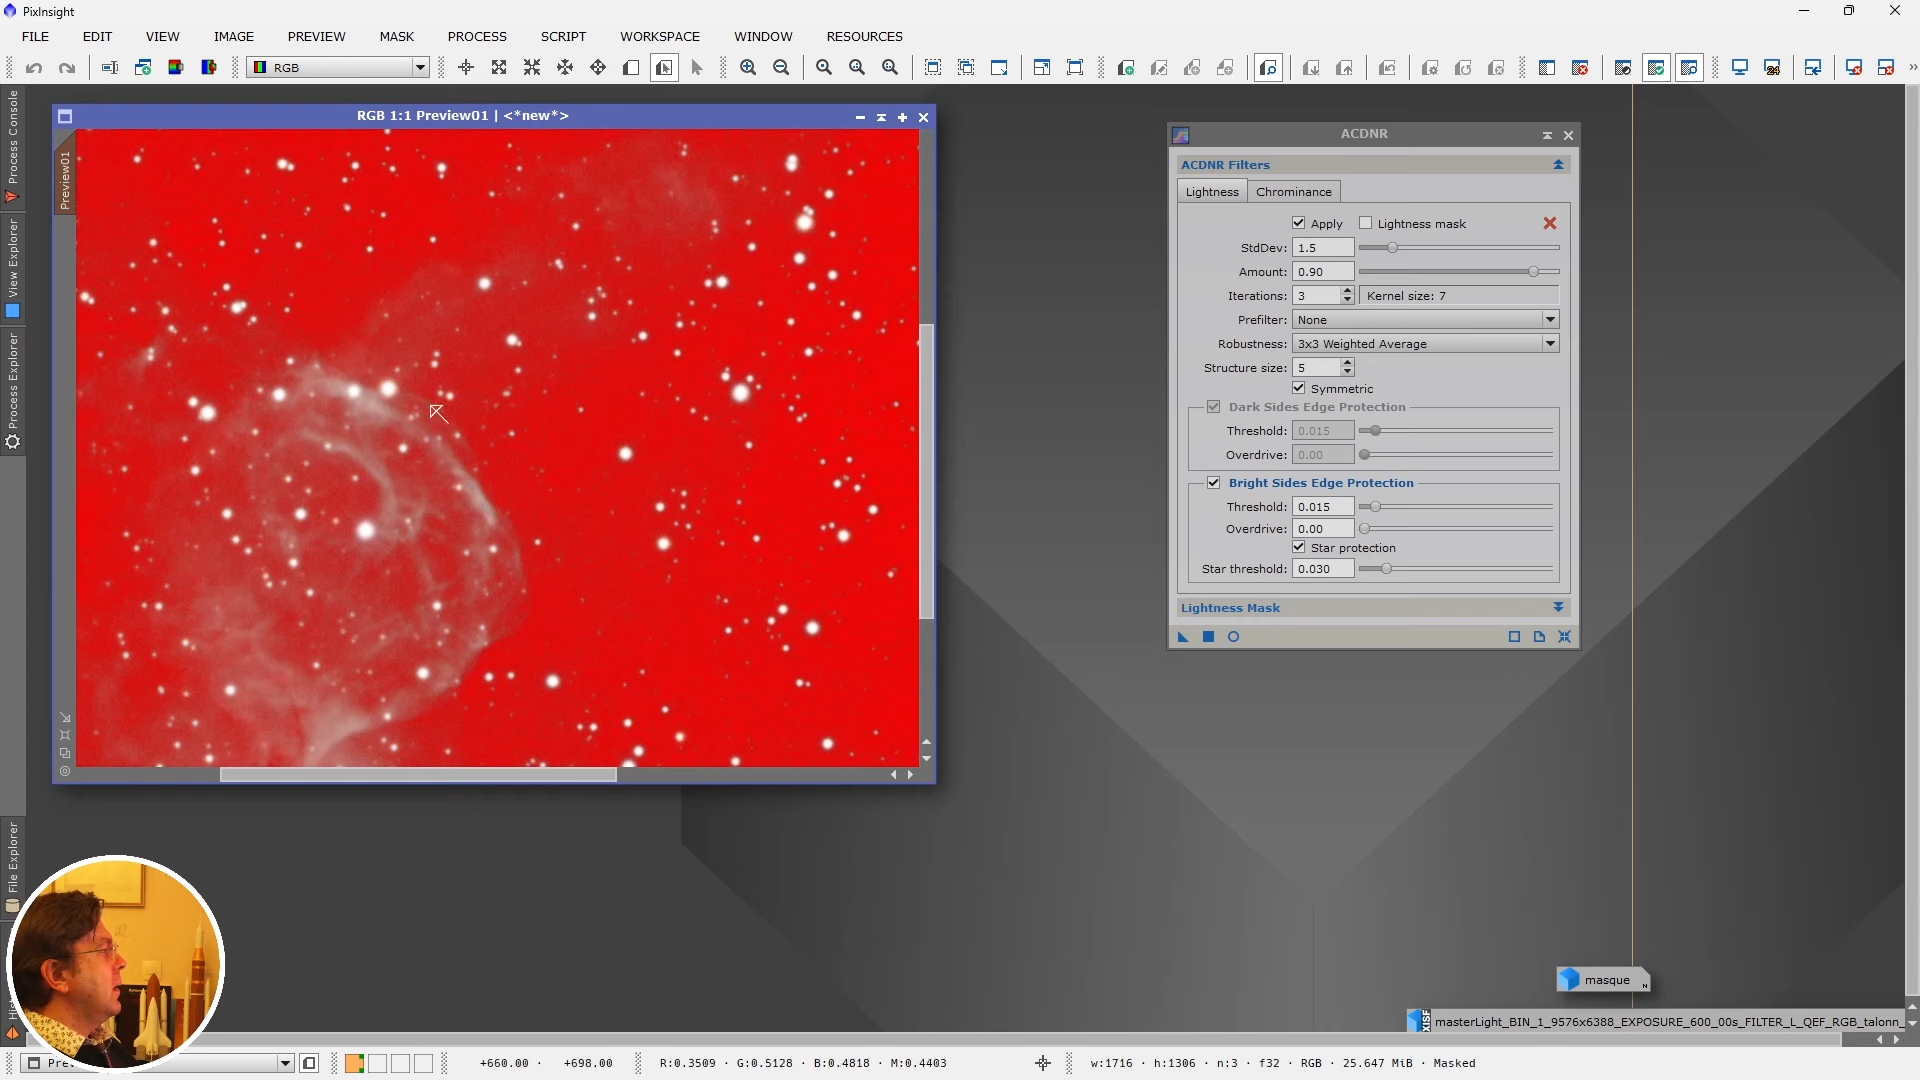 PixInsight
FILE EDIT VIEW IMAGE PREVIEW MASK PROCESS SCRIPT WORKSPACE WINDOW RESOURCES
RGB
24
Process Console
View Explorer
Process Explorer
File Explorer
RGB 1:1 Preview01 | <*new*>
Preview01
ACDNR
ACDNR Filters
Lightness Chrominance
Apply Lightness mask
StdDev: 1.5
Amount: 0.90
Iterations: 3 Kernel size: 7
Prefilter: None
Robustness: 3x3 Weighted Average
Structure size: 5
Symmetric
Dark Sides Edge Protection
Threshold: 0.015
Overdrive: 0.00
Bright Sides Edge Protection
Threshold: 0.015
Overdrive: 0.00
Star protection
Star threshold: 0.030
Lightness Mask
masque
XISF masterLight_BIN_1_9576x6388_EXPOSURE_600_00s_FILTER_L_QEF_RGB_talonn_
+660.00 · +698.00 R:0.3509 · G:0.5128 · B:0.4818 · M:0.4403 w:1716 · h:1306 · n:3 · f32 · RGB · 25.647 MiB · Masked